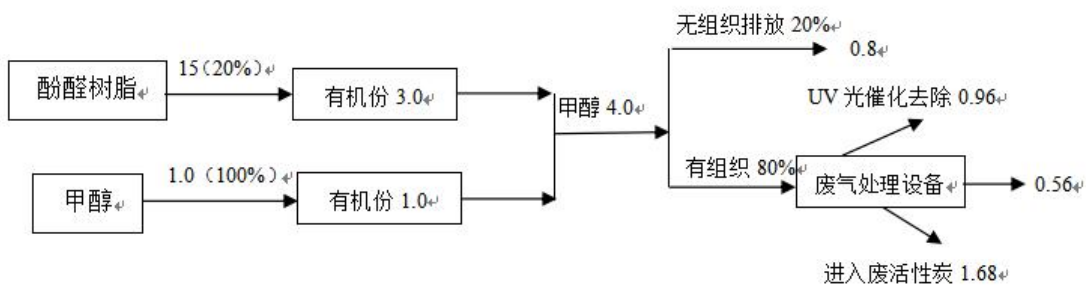 无组织排放 20%
0.8
酚醛树脂
15(20%)
有机份 3.0
甲醇 4.0
UV 光催化去除 0.96
甲醇
1.0（100%）
有机份 1.0
有组织 80%
废气处理设备
0.56
进入废活性炭 1.68